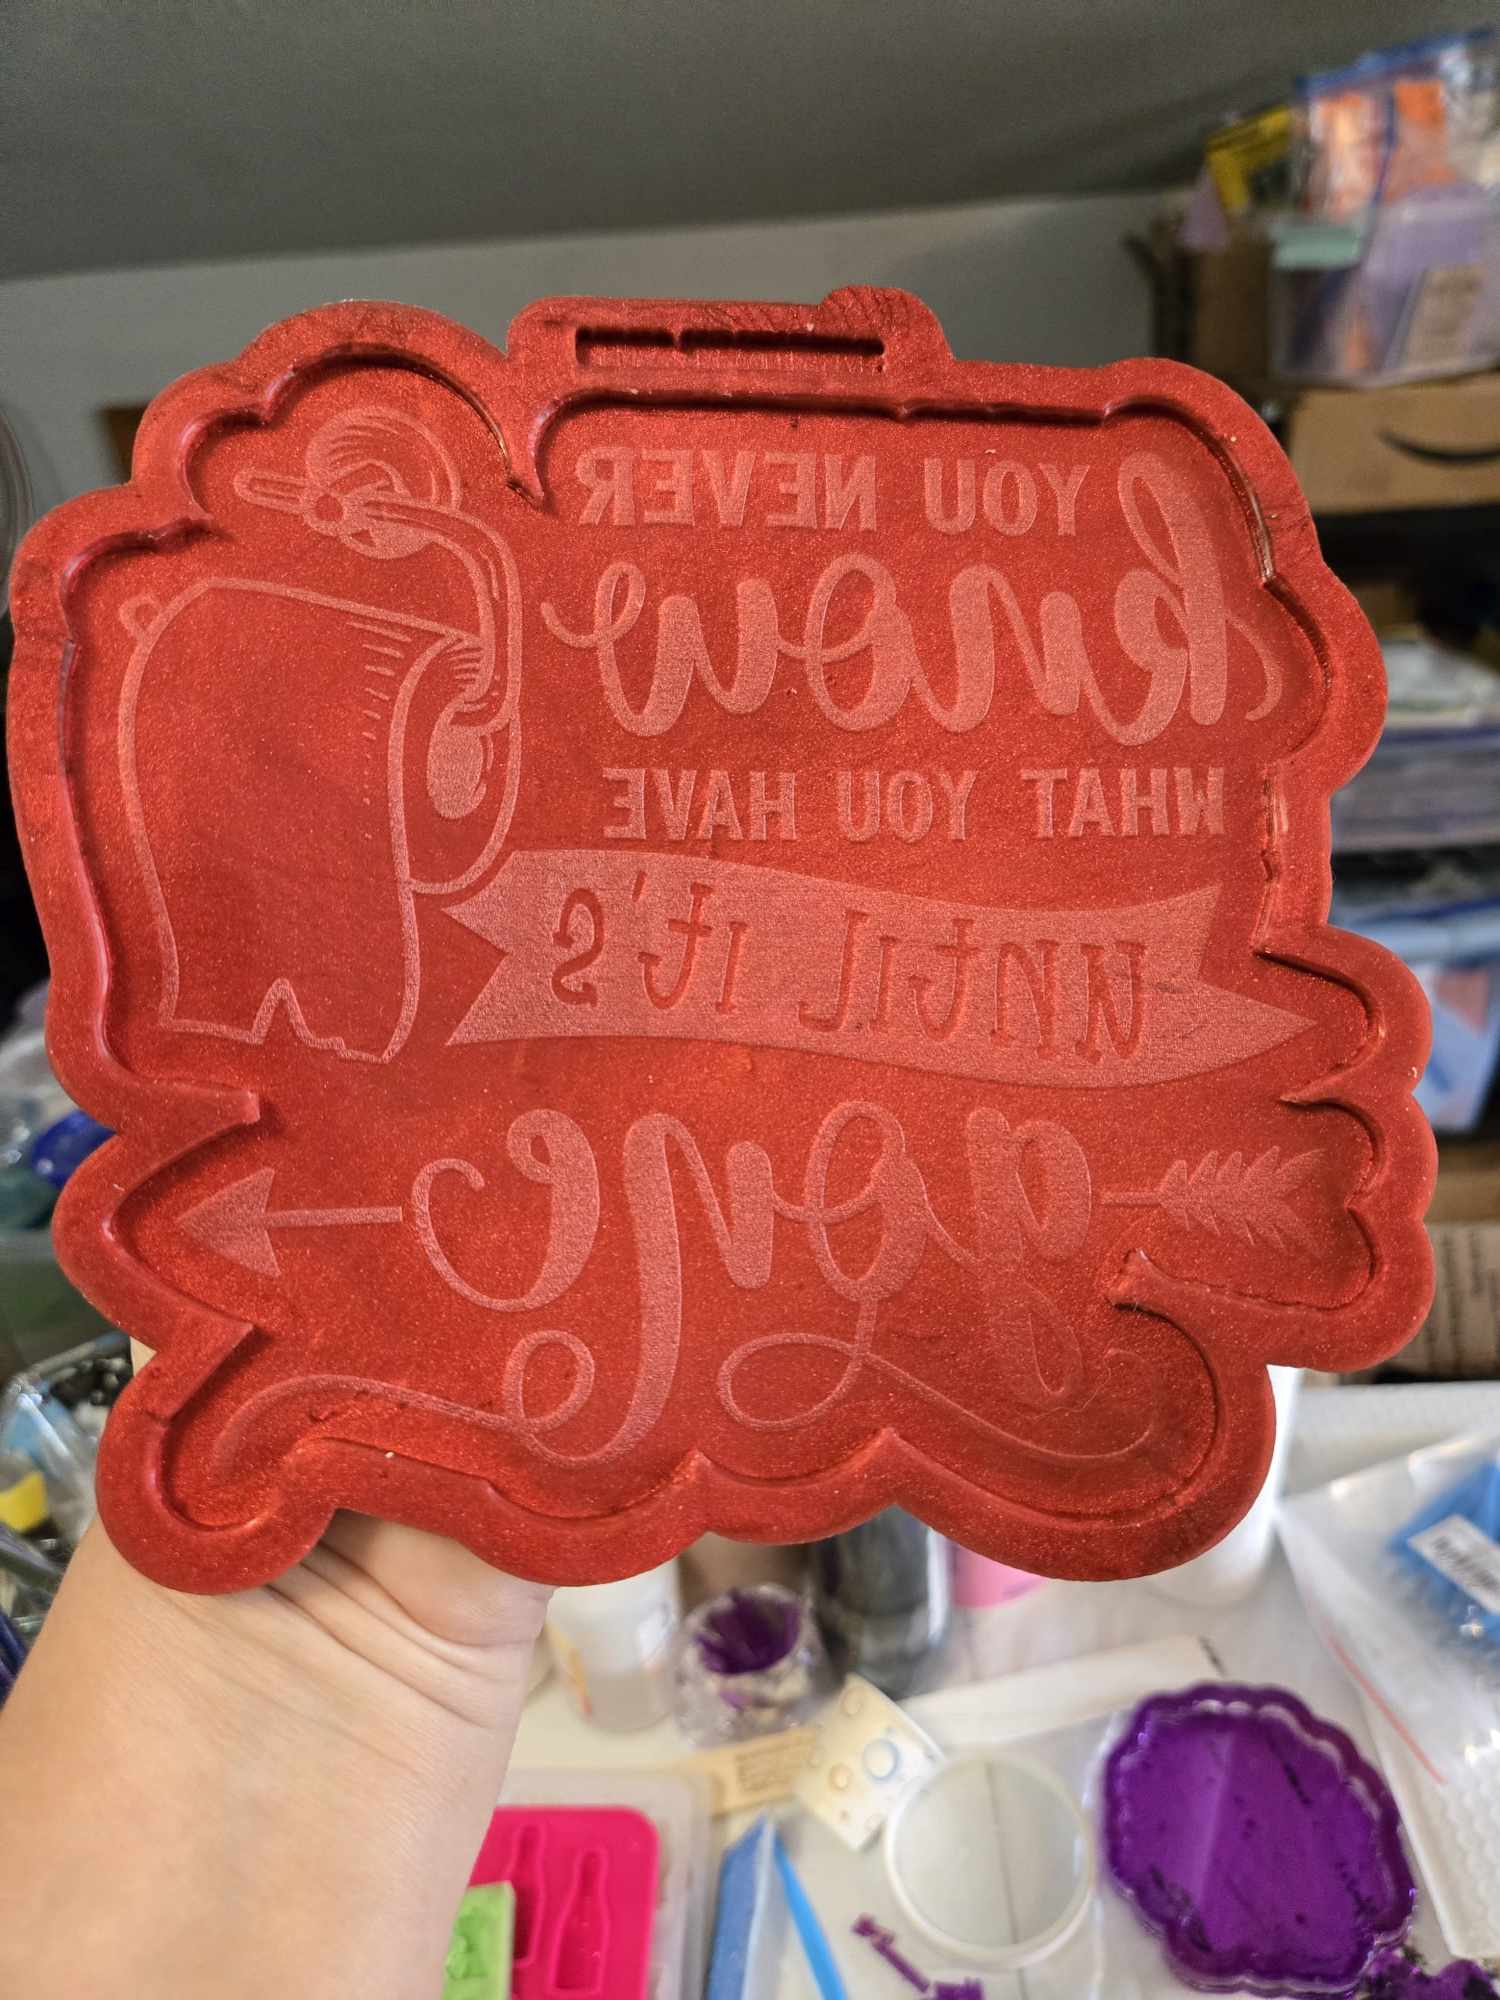 YOU NEVER
know
WHAT YOU HAVE
UNTIL IT'S
gone